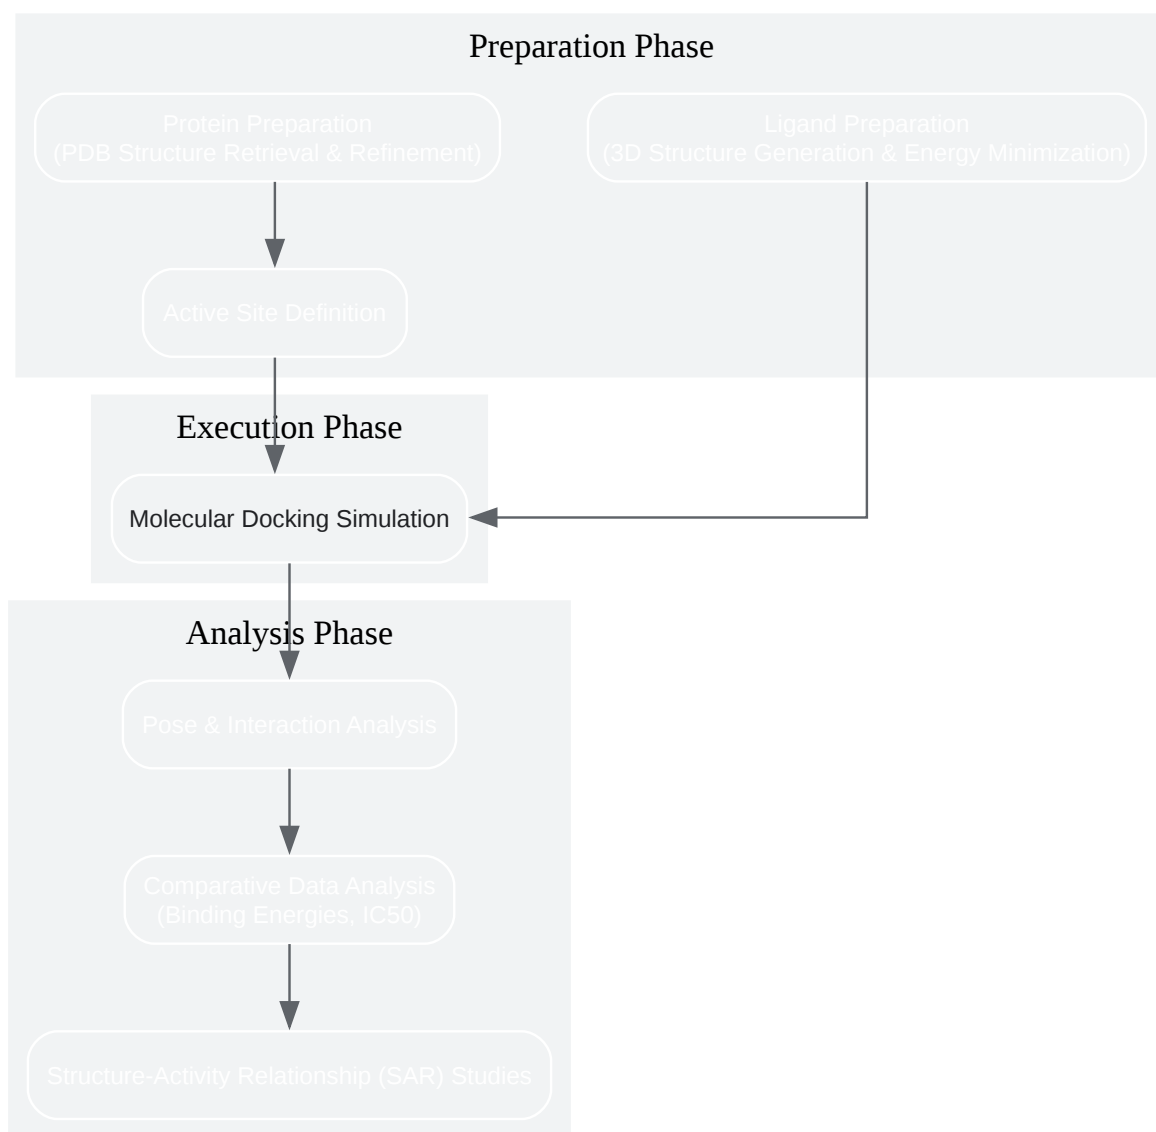 Preparation Phase
Protein Preparation
(PDB Structure Retrieval & Refinement)
Ligand Preparation
(3D Structure Generation & Energy Minimization)
Active Site Definition
Execution Phase
Molecular Docking Simulation
Analysis Phase
Pose & Interaction Analysis
Comparative Data Analysis
(Binding Energies, IC50)
Structure-Activity Relationship (SAR) Studies